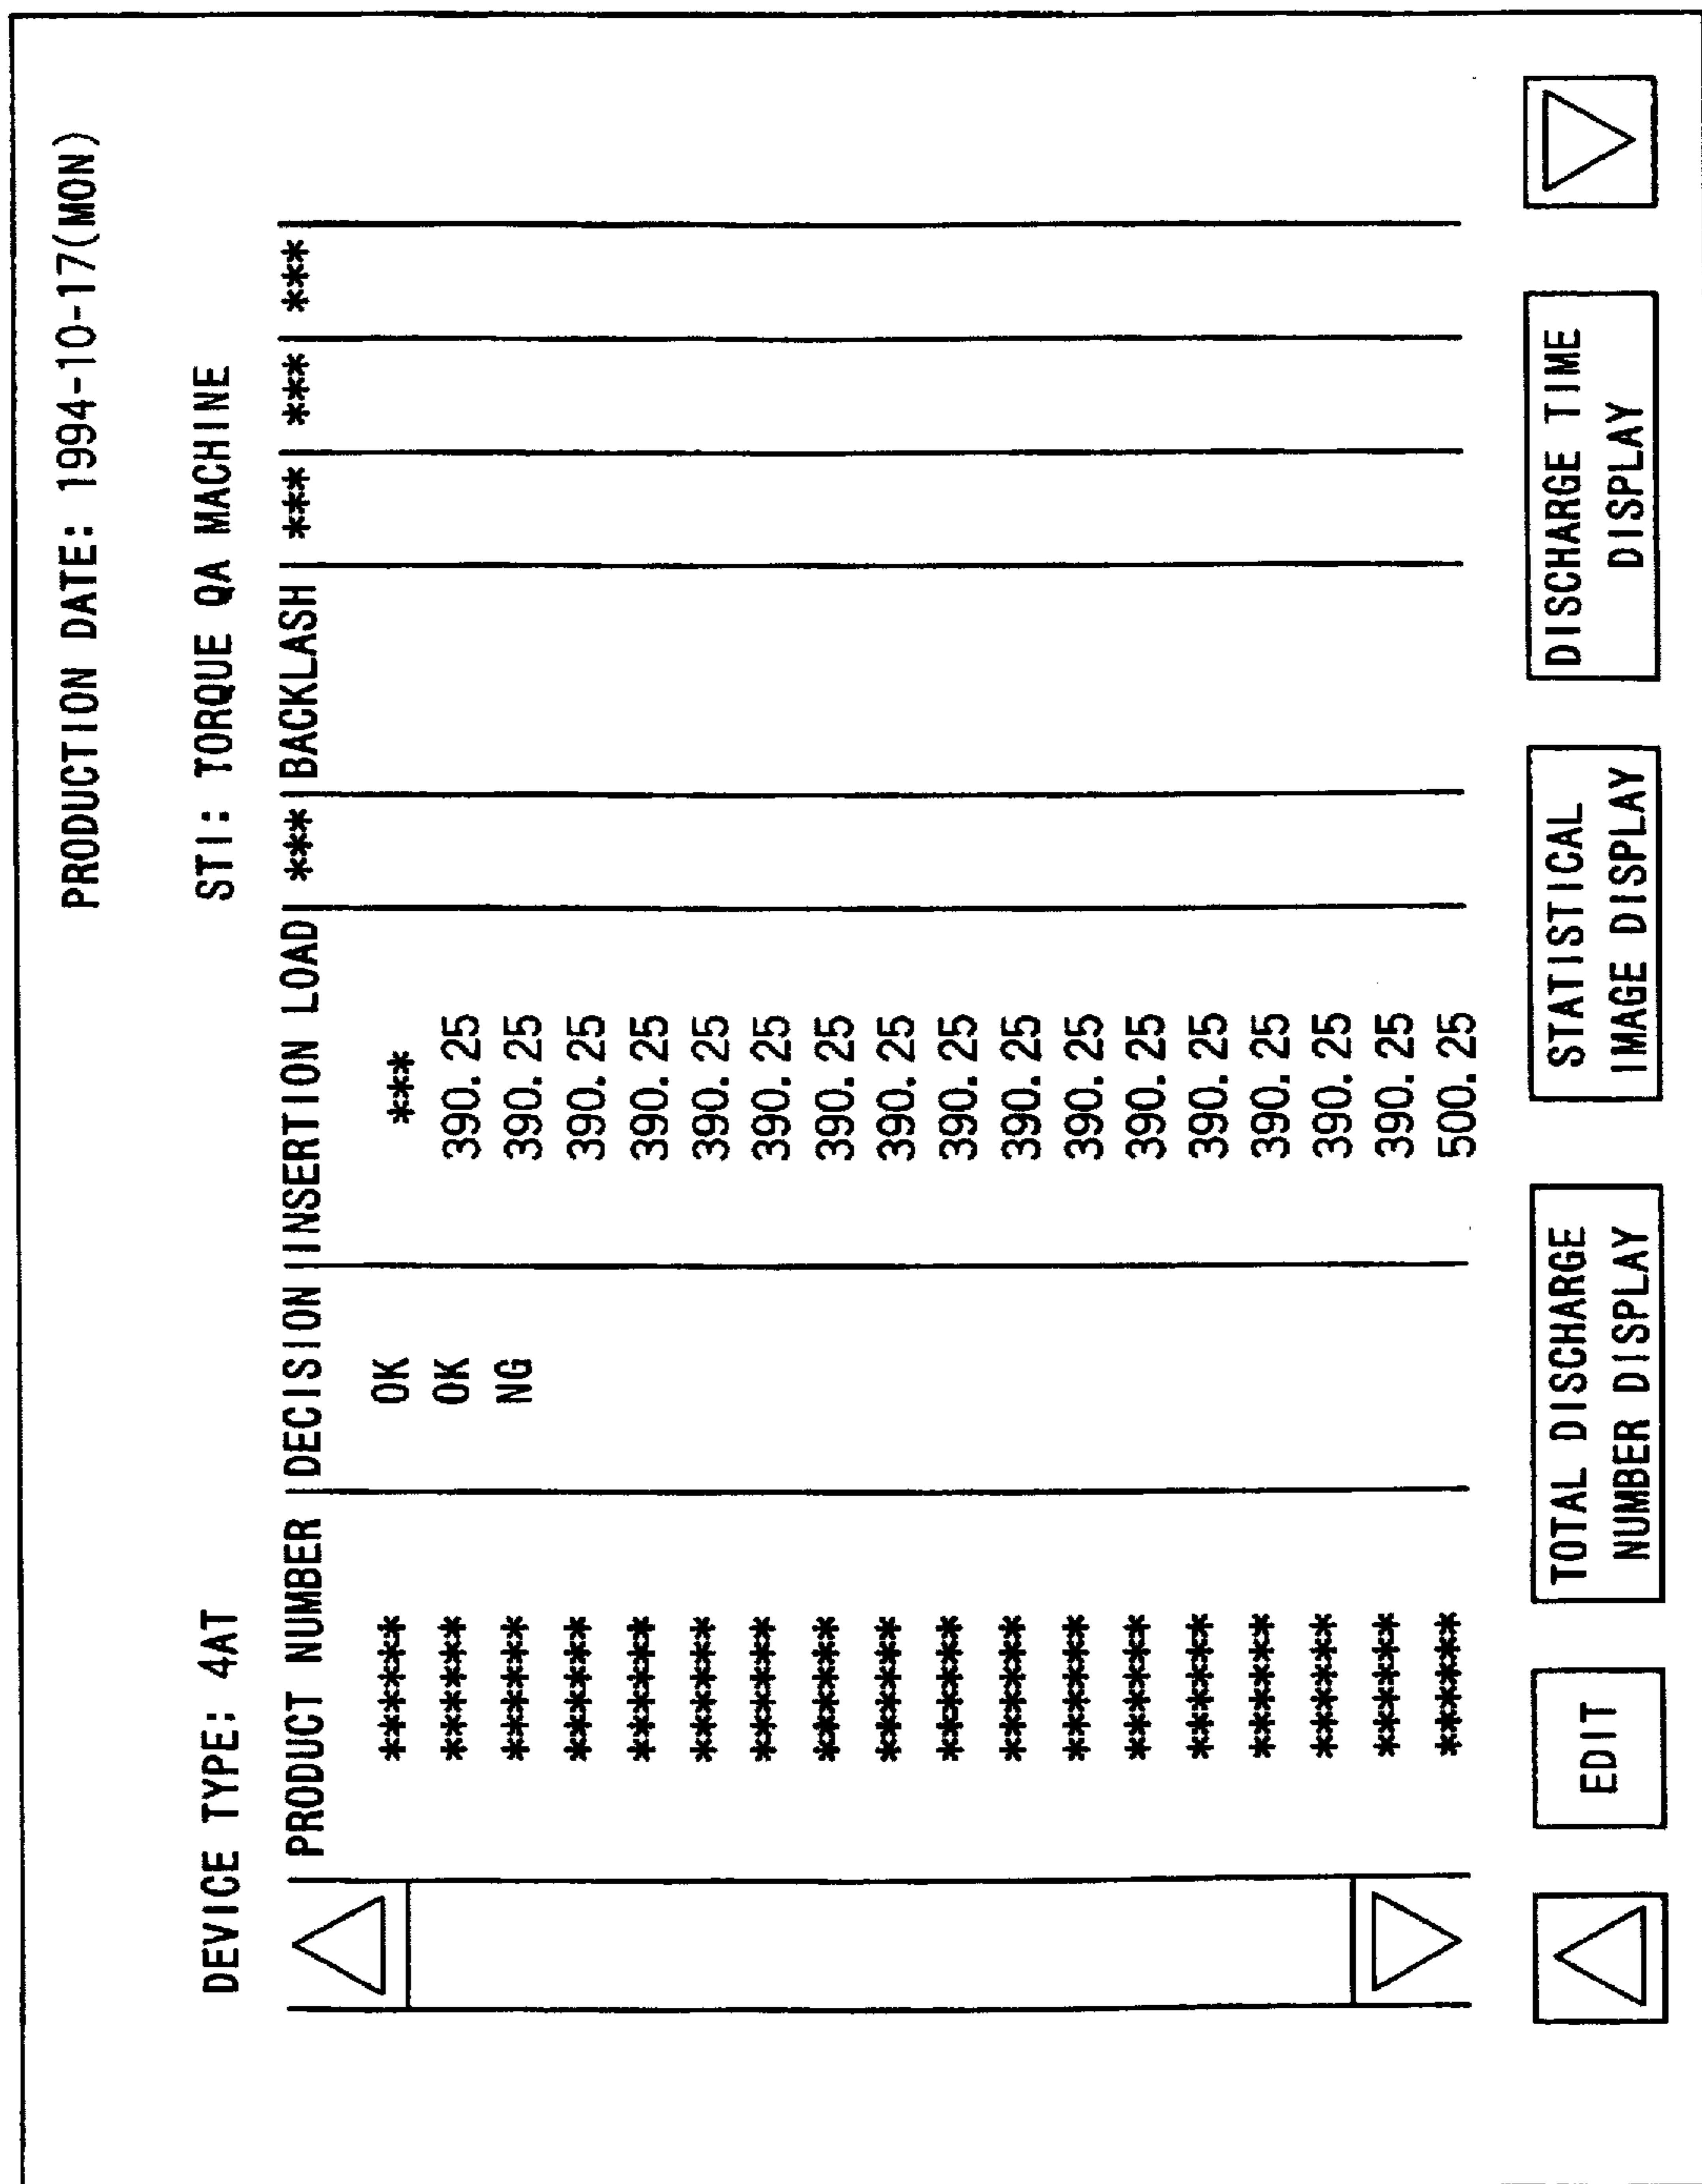 PRODUCTION DATE: 1994-10-17(MON)
DEVICE TYPE: 4AT STI: TORQUE QA MACHINE
PRODUCT NUMBER DECISION INSERTION LOAD *** BACKLASH *** *** ***
****** OK ***
****** OK 390.25
****** NG 390.25
****** 390.25
****** 390.25
****** 390.25
****** 390.25
****** 390.25
****** 390.25
****** 390.25
****** 390.25
****** 390.25
****** 390.25
****** 390.25
****** 390.25
****** 390.25
****** 390.25
****** 500.25
EDIT
TOTAL DISCHARGE
NUMBER DISPLAY
STATISTICAL
IMAGE DISPLAY
DISCHARGE TIME
DISPLAY